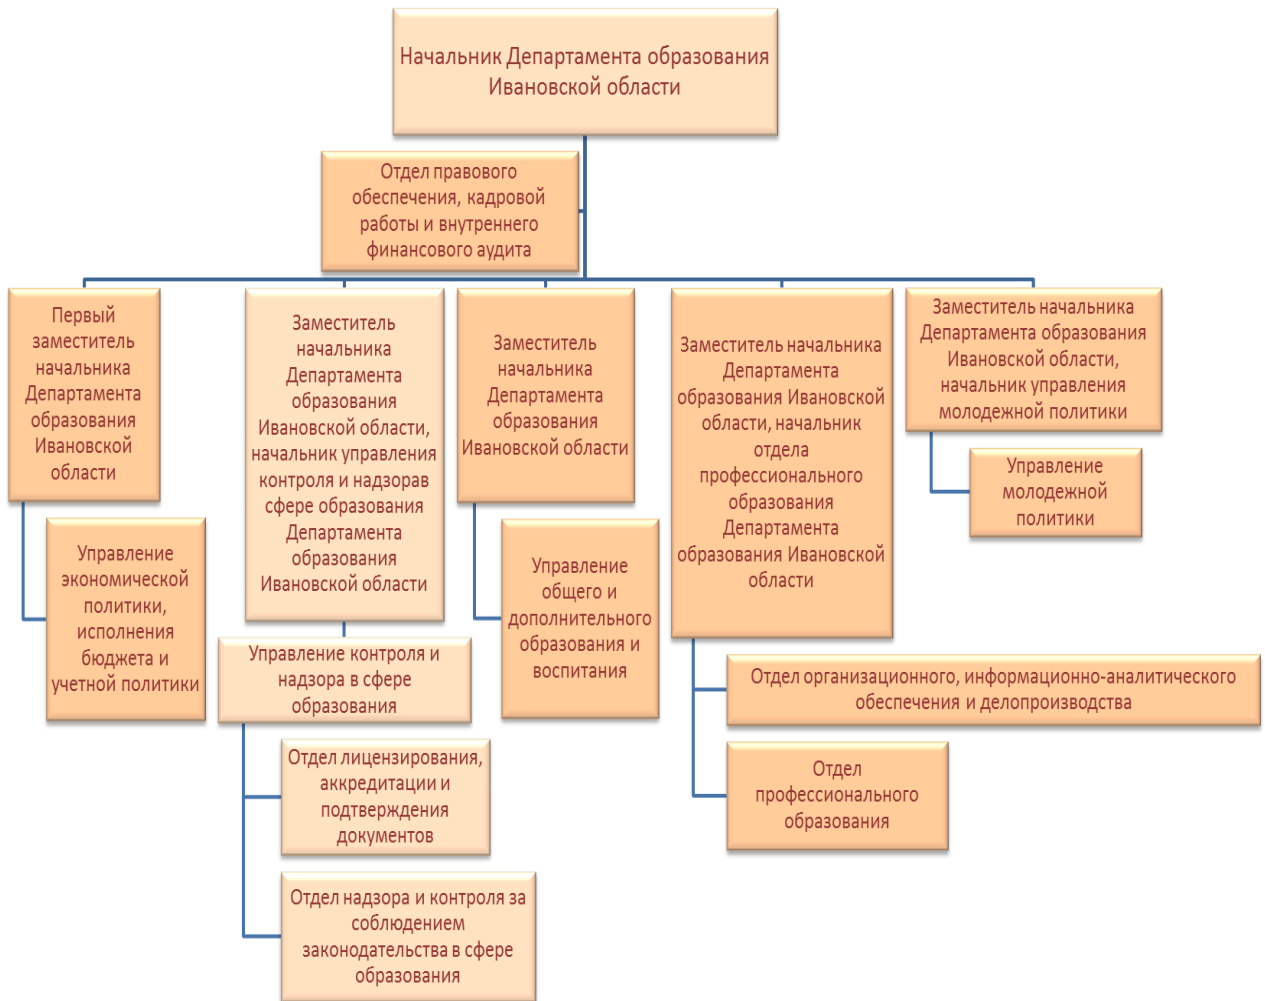 Начальник Департамента образования
Ивановской области
Отдел правового
обеспечения, кадровой
работы и внутреннего
финансового аудита
Первый
заместитель
начальника
Департамента
образования
Ивановской
области
Управление
экономической
политики,
исполнения
бюджета и
учетной политики
Заместитель
начальника
Департамента
образования
Ивановской области,
начальник управления
контроля и надзорав
сфере образования
Департамента
образования
Ивановской области
Управление контроля и
надзора в сфере
образования
Отдел лицензирования,
аккредитации и
подтверждения
документов
Отдел надзора и контроля за
соблюдением
законодательства в сфере
образования
Заместитель
начальника
Департамента
образования
Ивановской области
Управление
общего и
дополнительного
образования и
воспитания
Заместитель начальника
Департамента
образования Ивановской
области, начальник
отдела
профессионального
образования
Департамента
образования Ивановской
области
Отдел организационного, информационно-аналитического
обеспечения и делопроизводства
Отдел
профессионального
образования
Заместитель начальника
Департамента образования
Ивановской области,
начальник управления
молодежной политики
Управление
молодежной
политики